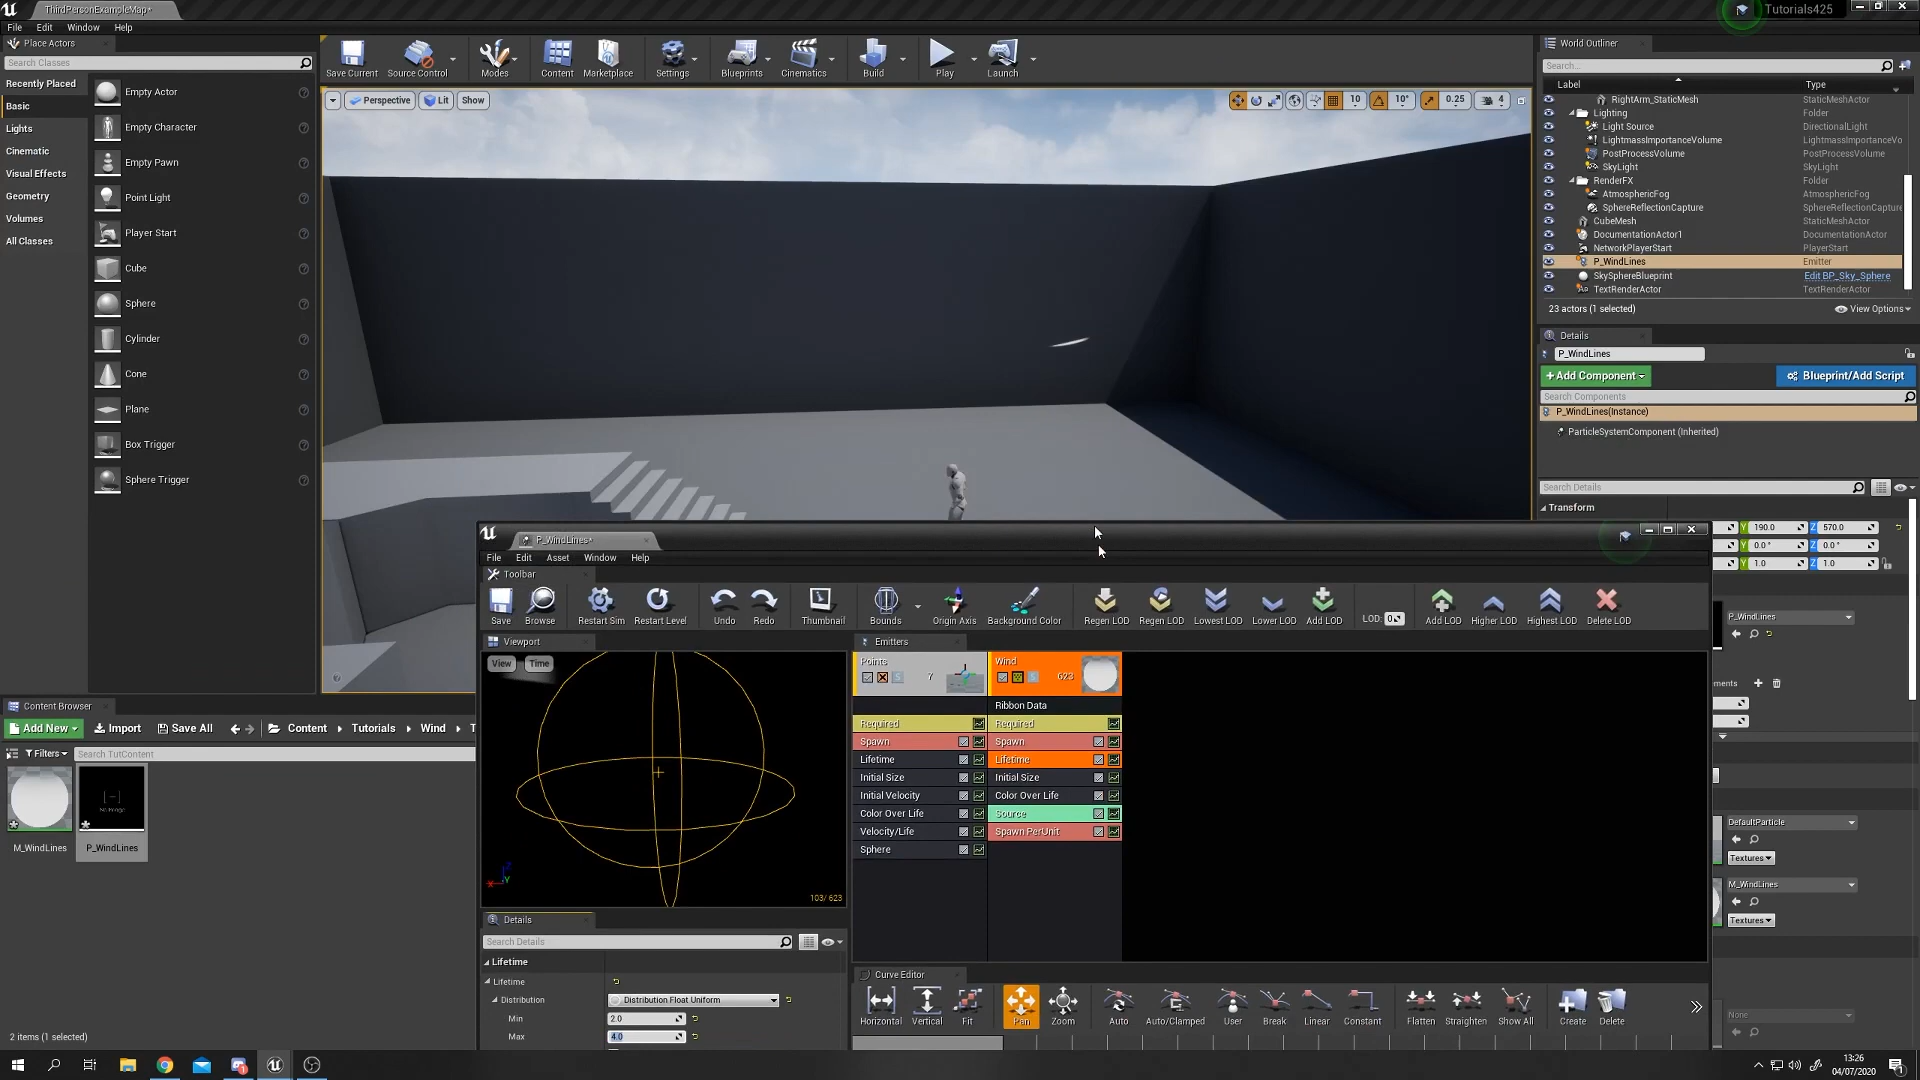 ThirdPersonExampleMap*
Tutorials425
File Edit Window Help
Place Actors
Search Classes
Recently Placed
Basic
Lights
Cinematic
Visual Effects
Geometry
Volumes
All Classes
Empty Actor
Empty Character
Empty Pawn
Point Light
Player Start
Cube
Sphere
Cylinder
Cone
Plane
Box Trigger
Sphere Trigger
Save Current
Source Control
Modes
Content
Marketplace
Settings
Blueprints
Cinematics
Build
Play
Launch
Perspective Lit Show
10 10° 0.25 4
World Outliner
Search...
Label Type
RightArm_StaticMesh StaticMeshActor
Lighting Folder
Light Source DirectionalLight
LightmassImportanceVolume LightmassImportanceVo
PostProcessVolume PostProcessVolume
SkyLight SkyLight
RenderFX Folder
AtmosphericFog AtmosphericFog
SphereReflectionCapture SphereReflectionCapture
CubeMesh StaticMeshActor
DocumentationActor1 DocumentationActor
NetworkPlayerStart PlayerStart
P_WindLines Emitter
SkySphereBlueprint Edit BP_Sky_Sphere
TextRenderActor TextRenderActor
23 actors (1 selected) View Options
Details
P_WindLines
+Add Component Blueprint/Add Script
Search Components
P_WindLines(Instance)
ParticleSystemComponent (Inherited)
Search Details
Transform
Y 190.0 Z 570.0
Y 0.0° Z 0.0°
Y 1.0 Z 1.0
P_WindLines
ements
DefaultParticle
Textures
M_WindLines
Textures
None
P_WindLines*
File Edit Asset Window Help
Toolbar
Save
Browse
Restart Sim
Restart Level
Undo
Redo
Thumbnail
Bounds
Origin Axis
Background Color
Regen LOD
Regen LOD
Lowest LOD
Lower LOD
Add LOD
LOD: 0
Add LOD
Higher LOD
Highest LOD
Delete LOD
Viewport
View Time
103/ 623
Emitters
Points
7
Required
Spawn
Lifetime
Initial Size
Initial Velocity
Color Over Life
Velocity/Life
Sphere
Wind
623
Ribbon Data
Required
Spawn
Lifetime
Initial Size
Color Over Life
Source
Spawn PerUnit
Details
Search Details
Lifetime
Lifetime
Distribution Distribution Float Uniform
Min 2.0
Max 4.0
Curve Editor
Horizontal
Vertical
Fit
Pan
Zoom
Auto
Auto/Clamped
User
Break
Linear
Constant
Flatten
Straighten
Show All
Create
Delete
Content Browser
Add New Import Save All Content Tutorials Wind T
Filters Search TutContent
M_WindLines
P_WindLines
2 items (1 selected)
13:26
04/07/2020